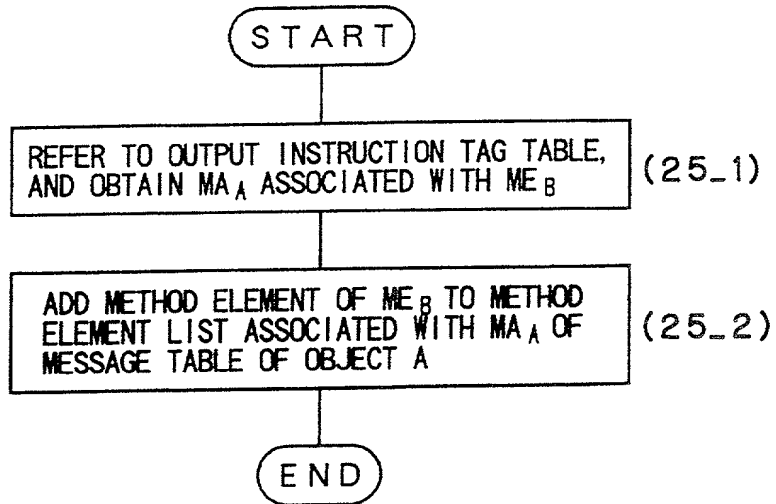 START
REFER TO OUTPUT INSTRUCTION TAG TABLE,
AND OBTAIN MA A ASSOCIATED WITH ME B
(25_1)
ADD METHOD ELEMENT OF ME B TO METHOD
ELEMENT LIST ASSOCIATED WITH MA A OF
MESSAGE TABLE OF OBJECT A
(25_2)
END